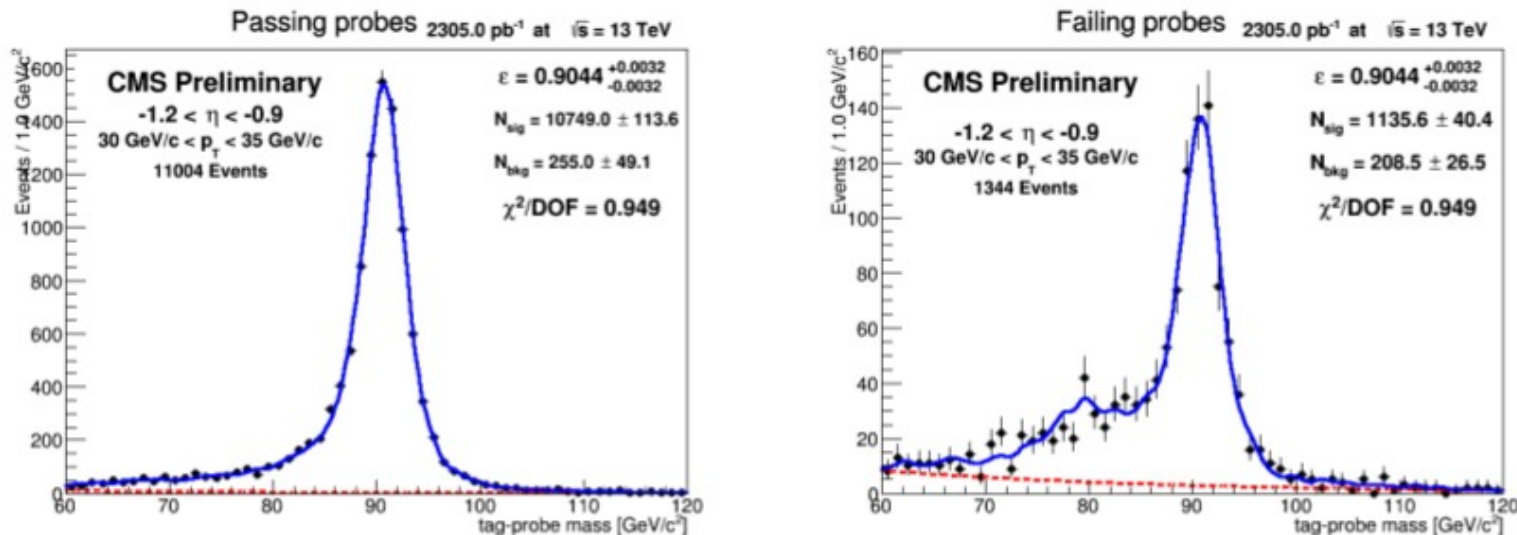 Passing probes 2305.0 pb⁻¹ at √s = 13 TeV
Events / 1.0 GeV/c²
1600
1400
1200
1000
800
600
400
200
0
CMS Preliminary
-1.2 < η < -0.9
30 GeV/c < p_T < 35 GeV/c
11004 Events
ε = 0.9044 +0.0032 -0.0032
N_sig = 10749.0 ± 113.6
N_bkg = 255.0 ± 49.1
χ²/DOF = 0.949
60 70 80 90 100 110 120
tag-probe mass [GeV/c²]
Failing probes 2305.0 pb⁻¹ at √s = 13 TeV
Events / 1.0 GeV/c²
160
140
120
100
80
60
40
20
0
CMS Preliminary
-1.2 < η < -0.9
30 GeV/c < p_T < 35 GeV/c
1344 Events
ε = 0.9044 +0.0032 -0.0032
N_sig = 1135.6 ± 40.4
N_bkg = 208.5 ± 26.5
χ²/DOF = 0.949
60 70 80 90 100 110 120
tag-probe mass [GeV/c²]